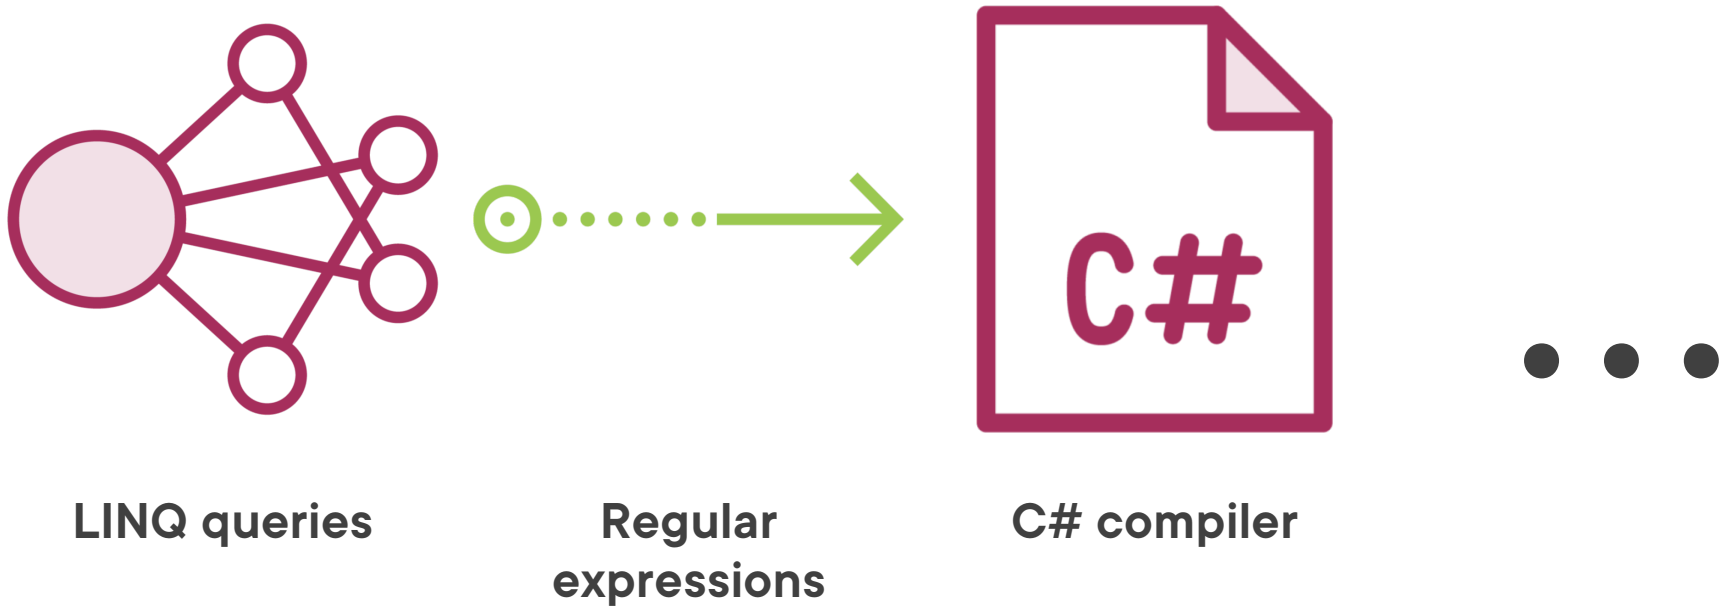 C#
LINQ queries
Regular
expressions
C# compiler